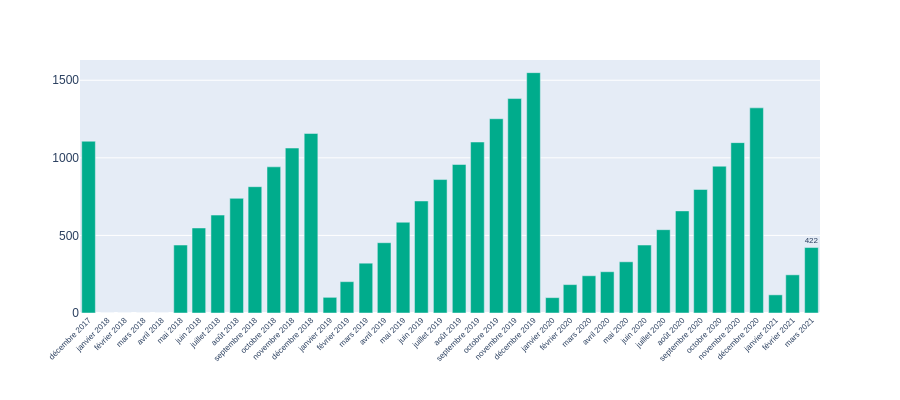 1500
1000
500
0
422
décembre 2017
janvier 2018
février 2018
mars 2018
avril 2018
mai 2018
juin 2018
juillet 2018
août 2018
septembre 2018
octobre 2018
novembre 2018
décembre 2018
janvier 2019
février 2019
mars 2019
avril 2019
mai 2019
juin 2019
juillet 2019
août 2019
septembre 2019
octobre 2019
novembre 2019
décembre 2019
janvier 2020
février 2020
mars 2020
avril 2020
mai 2020
juin 2020
juillet 2020
août 2020
septembre 2020
octobre 2020
novembre 2020
décembre 2020
janvier 2021
février 2021
mars 2021